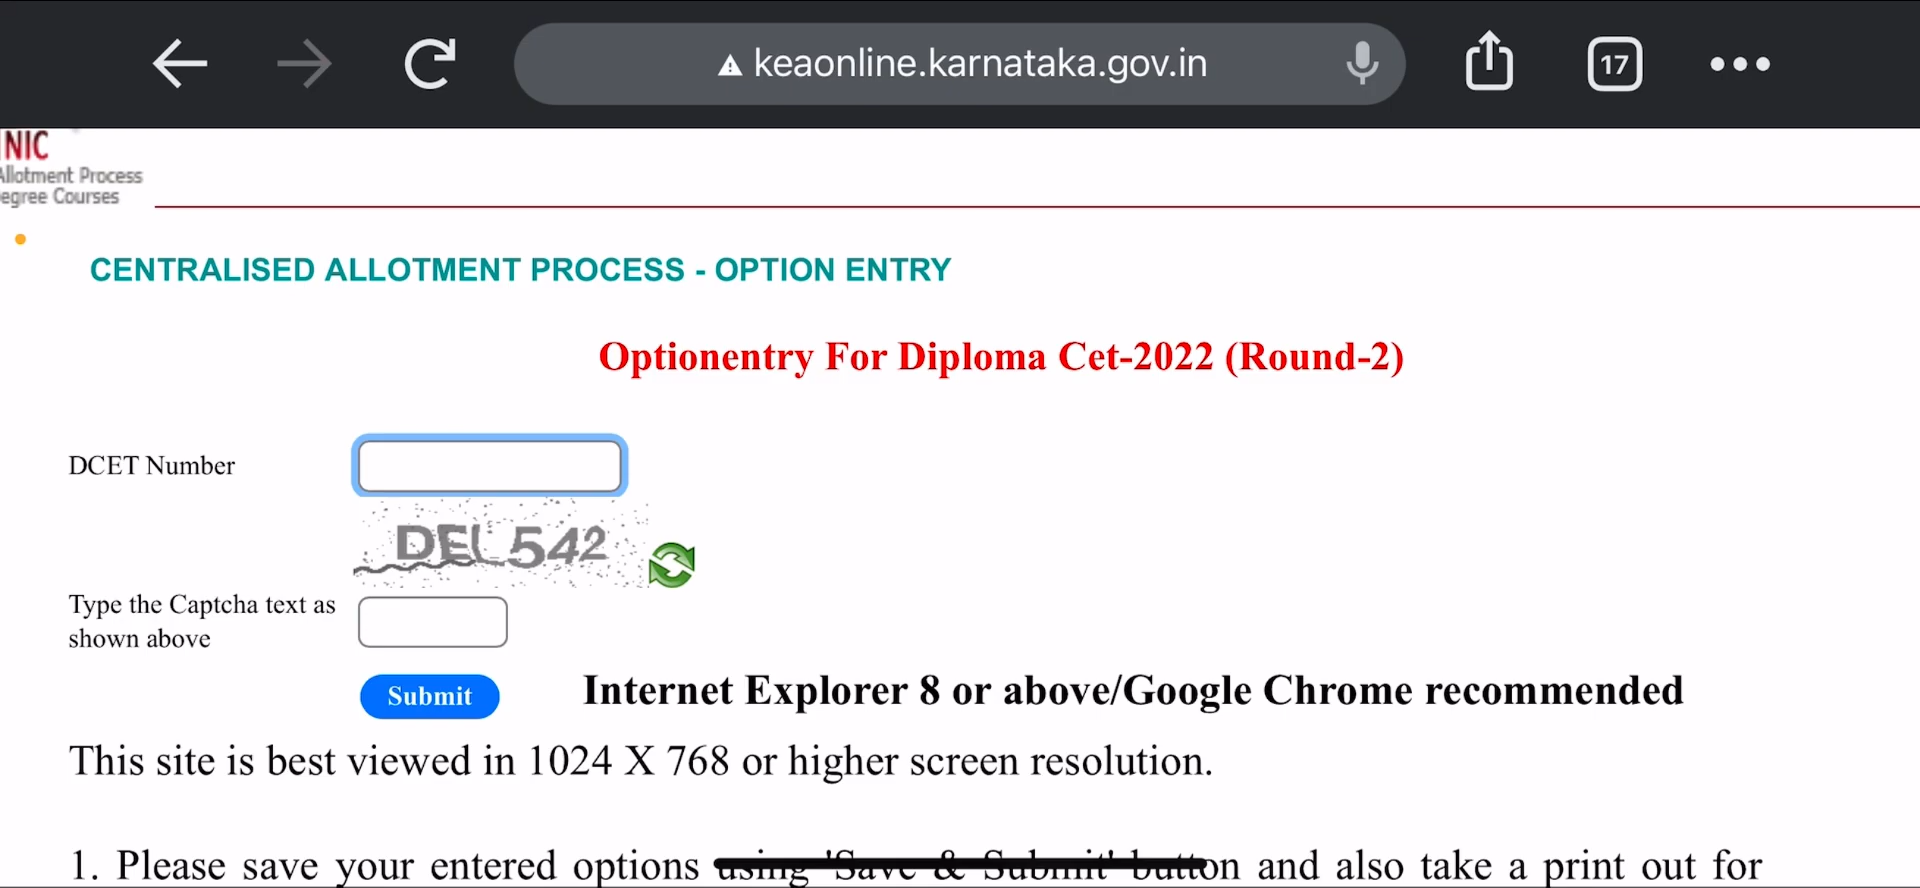 keaonline.karnataka.gov.in
17
NIC
Allotment Process
egree Courses
CENTRALISED ALLOTMENT PROCESS - OPTION ENTRY
Optionentry For Diploma Cet-2022 (Round-2)
DCET Number
DEL542
Type the Captcha text as
shown above
Submit
Internet Explorer 8 or above/Google Chrome recommended
This site is best viewed in 1024 X 768 or higher screen resolution.
1. Please save your entered options using 'Save & Submit' button and also take a print out for